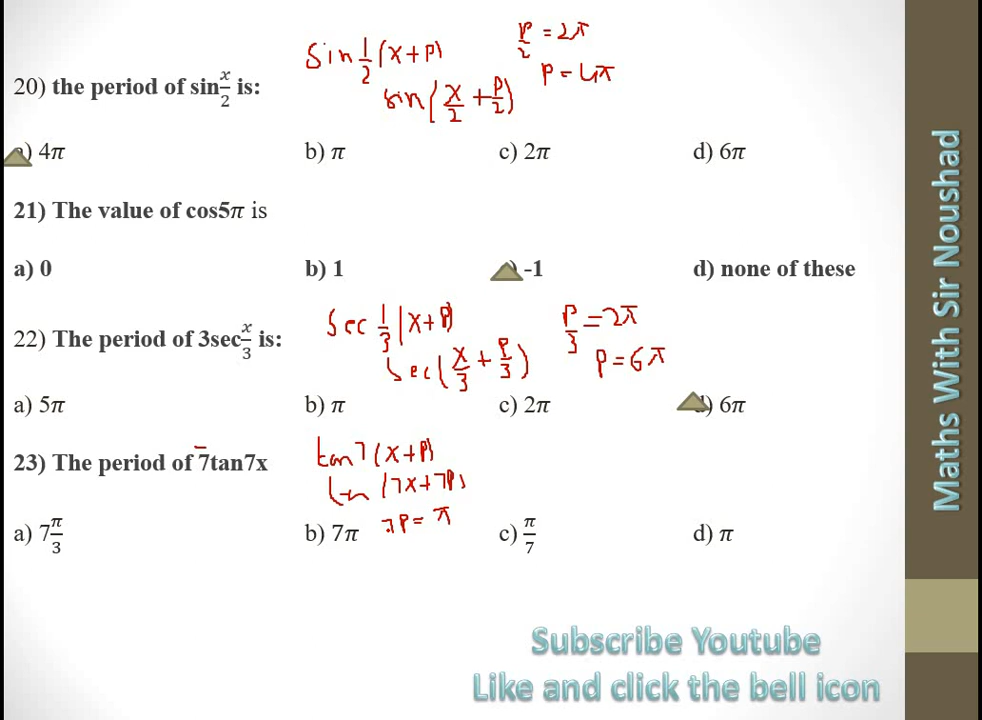 20) the period of sin x/2 is:
sin 1/2 (x+p)
sin(x/2 + p/2)
p/2 = 2π
p = 4π
) 4π
b) π
c) 2π
d) 6π
21) The value of cos5π is
a) 0
b) 1
-1
d) none of these
22) The period of 3sec x/3 is:
sec 1/3 (x+p)
sec(x/3 + p/3)
p/3 = 2π
p = 6π
a) 5π
b) π
c) 2π
) 6π
23) The period of 7tan7x
tan 7(x+p)
tan (7x+7p)
7p = π
a) 7 π/3
b) 7π
c) π/7
d) π
Subscribe Youtube
Like and click the bell icon
Maths With Sir Noushad